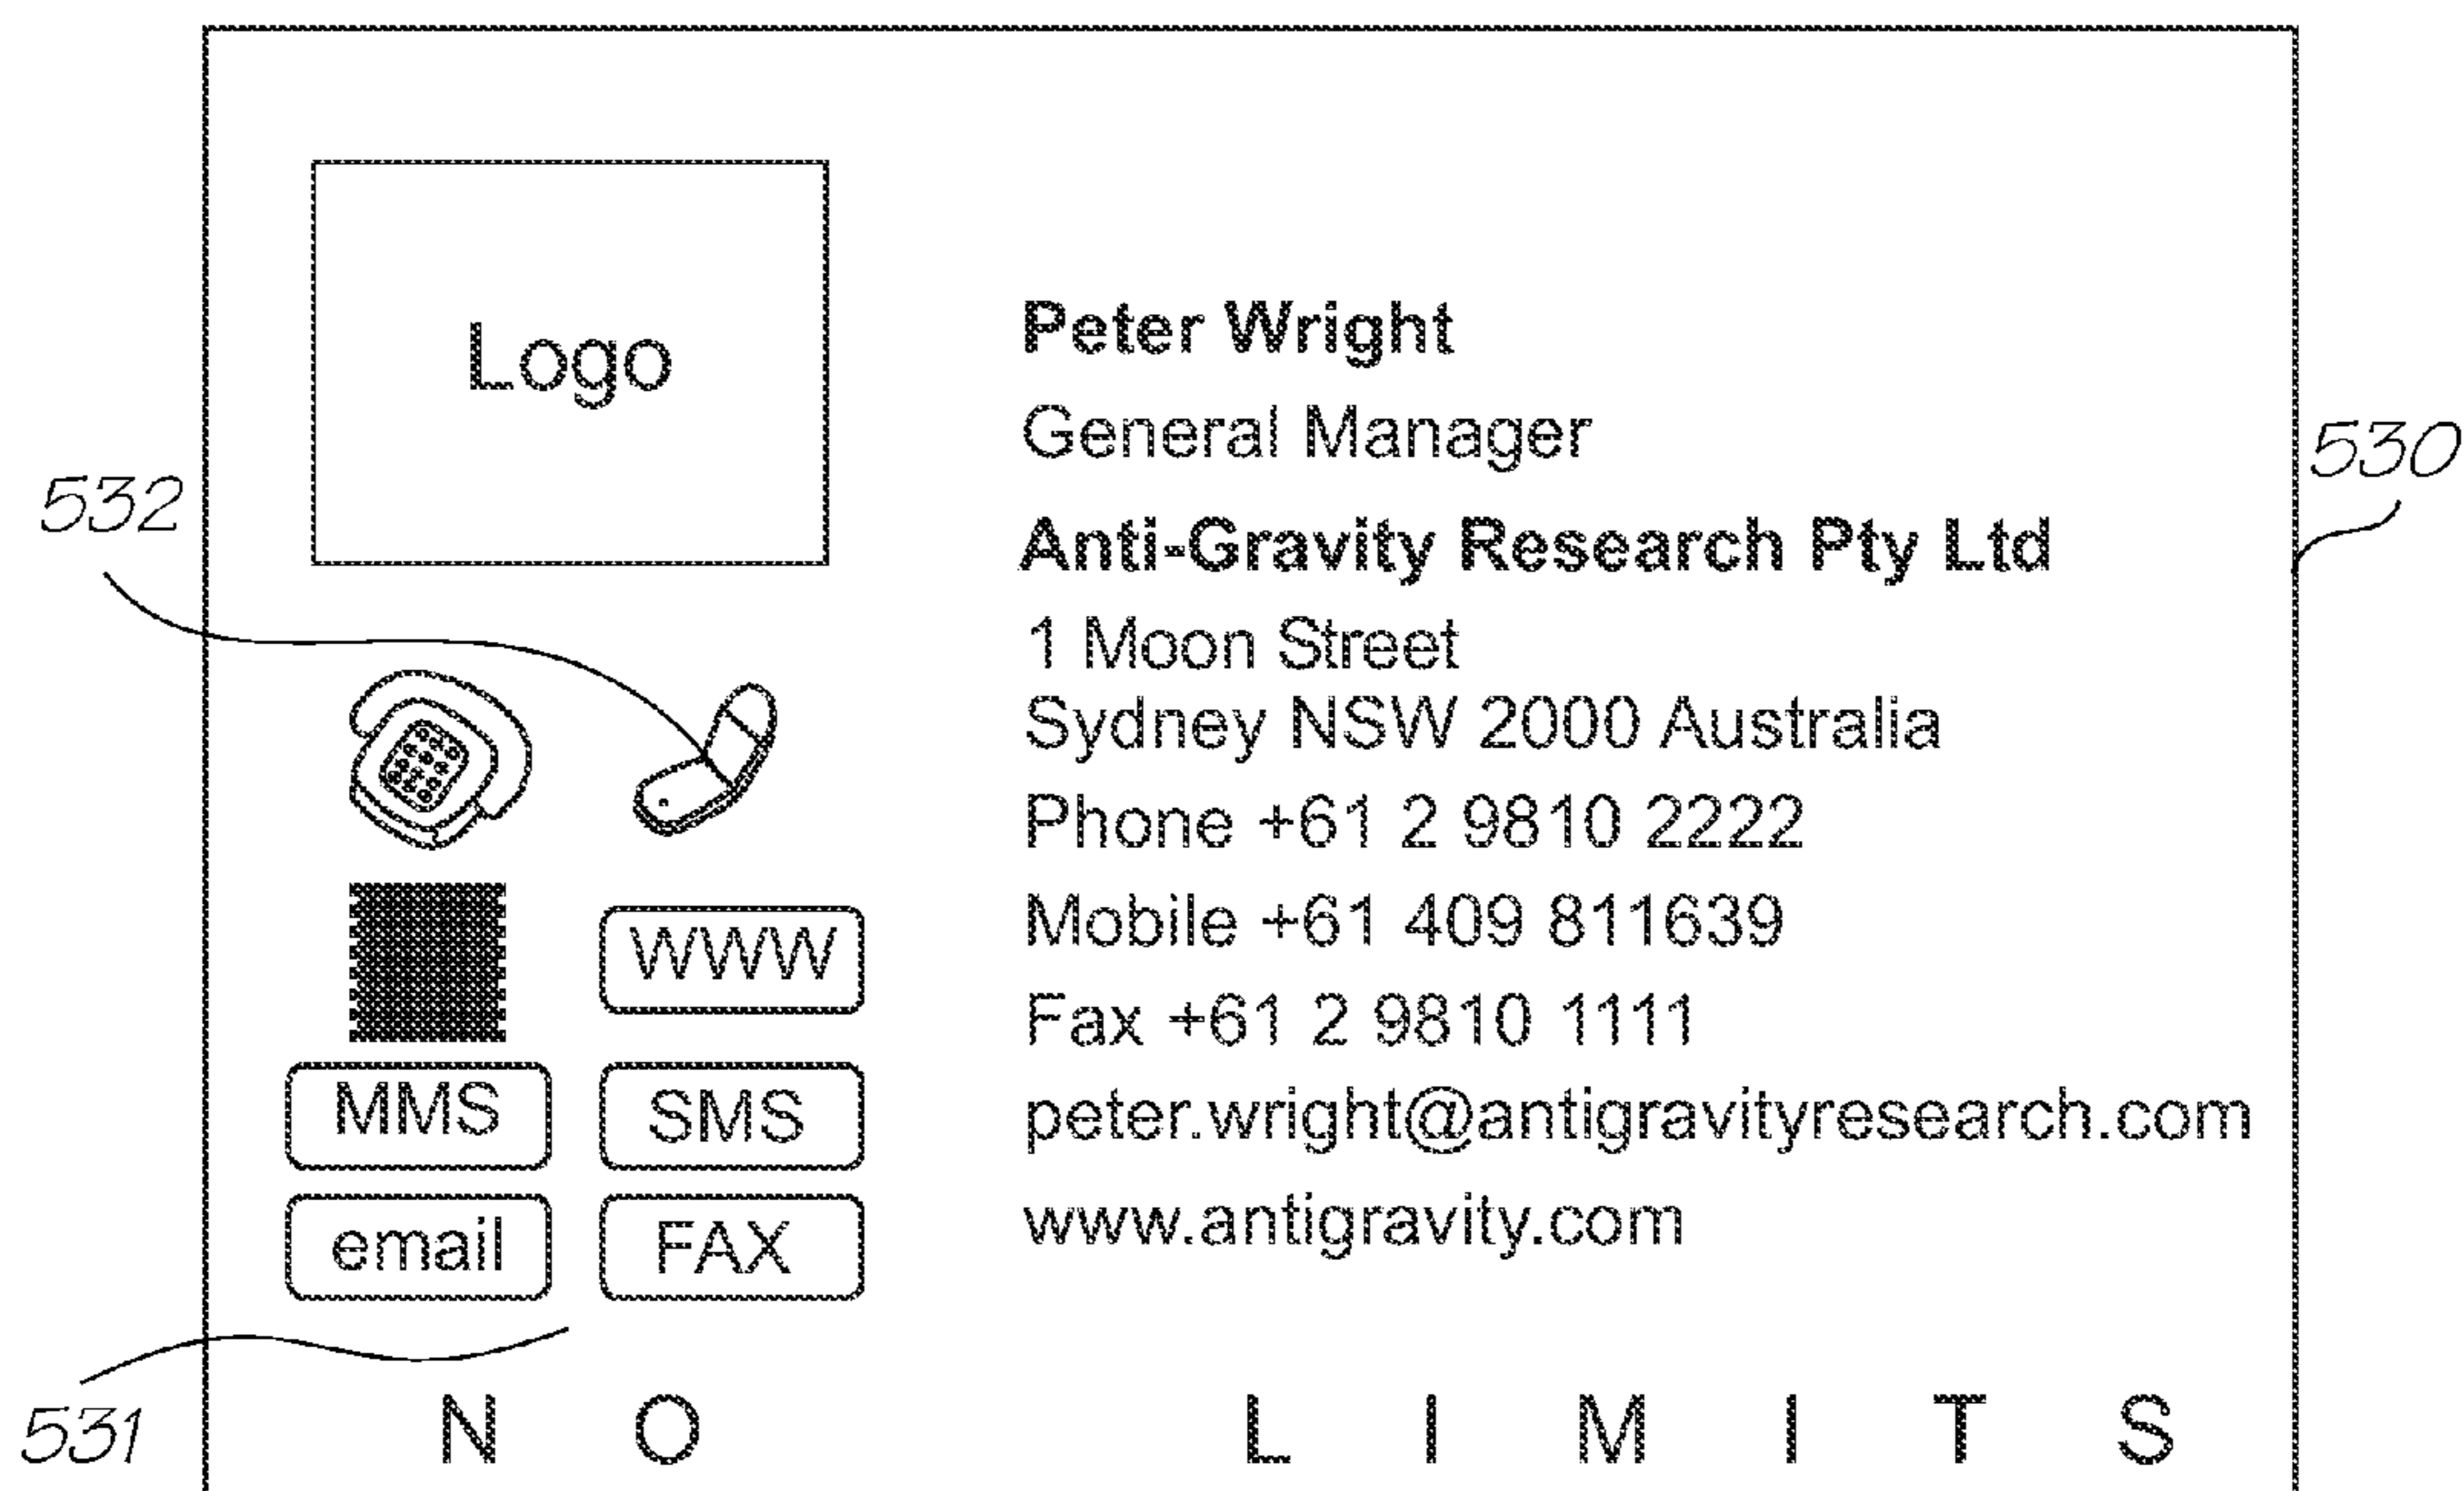 Logo
Peter Wright
General Manager
530
532
Anti-Gravity Research Pty Ltd
1 Moon Street
Sydney NSW 2000 Australia
Phone +61 2 9810 2222
Mobile +61 409 811639
WWW
Fax +61 2 9810 1111
MMS SMS
peter.wright@antigravityresearch.com
email FAX
www.antigravity.com
531
NO LIMITS